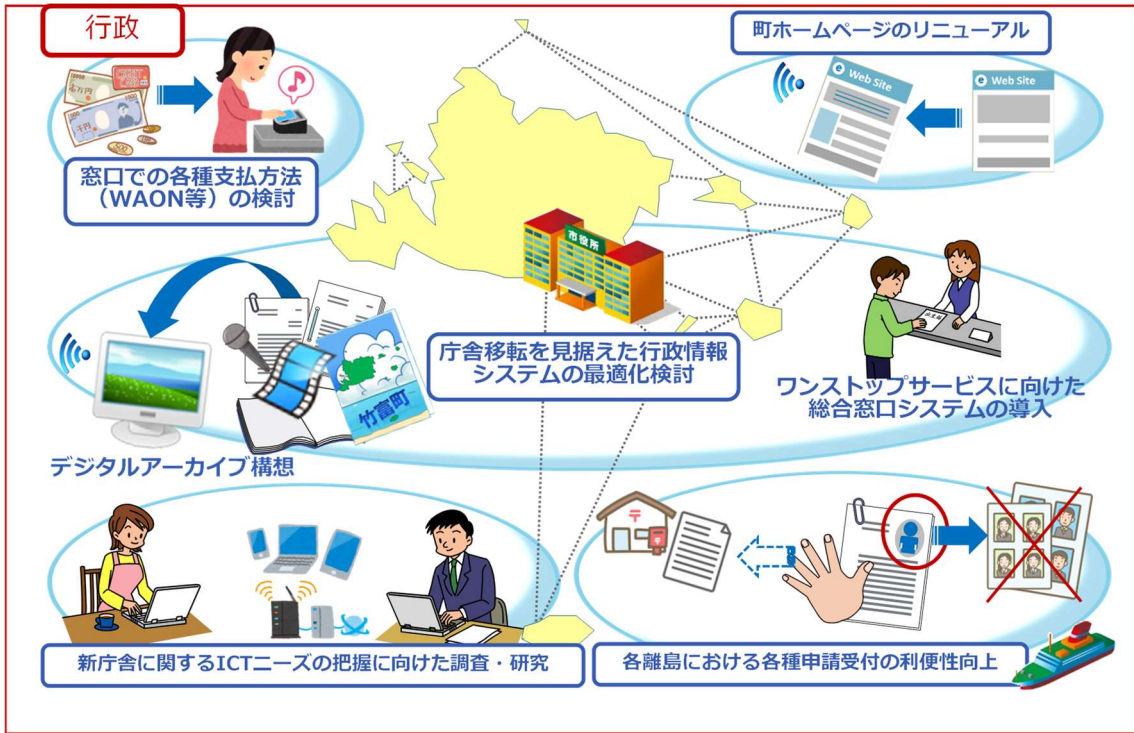 行政
町ホームページのリニューアル
Web Site
Web Site
窓口での各種支払方法
（WAON等）の検討
市役所
竹富町
庁舎移転を見据えた行政情報
システムの最適化検討
ワンストップサービスに向けた
総合窓口システムの導入
デジタルアーカイブ構想
〒
新庁舎に関するICTニーズの把握に向けた調査・研究
各離島における各種申請受付の利便性向上